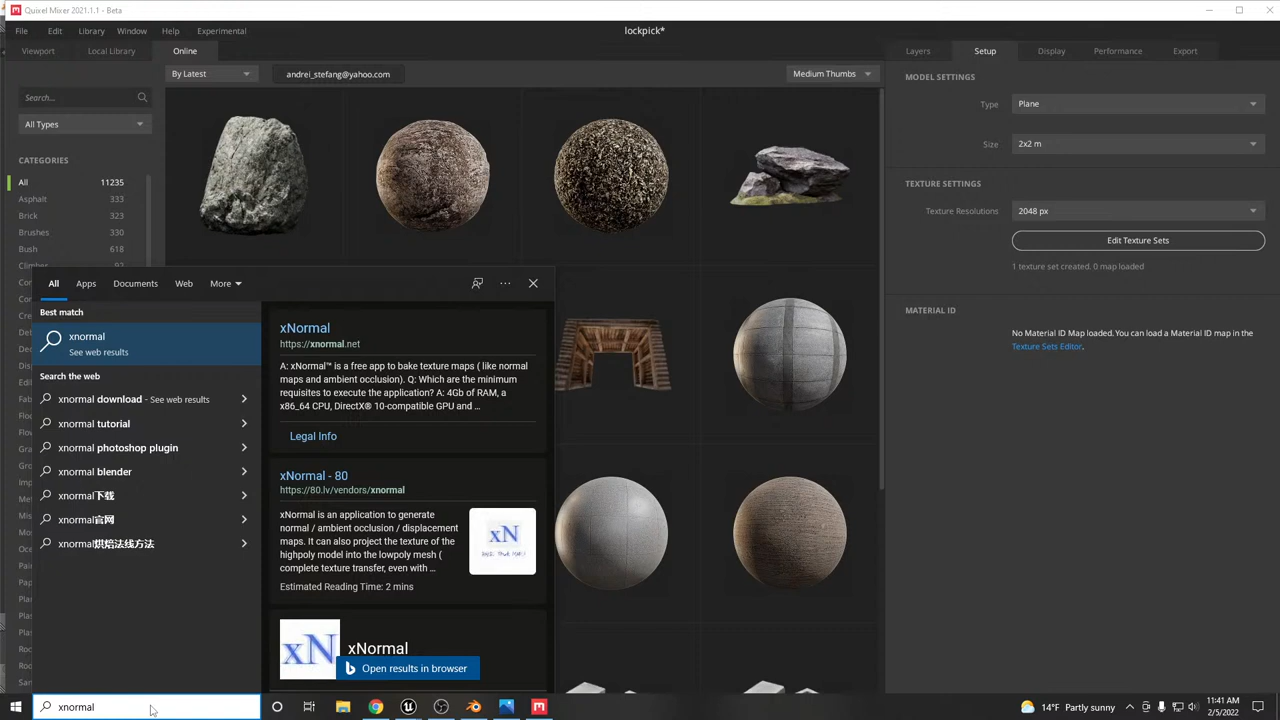 Quixel Mixer 2021.1.1 - Beta
File Edit Library Window Help Experimental
lockpick*
Viewport Local Library Online
Layers Setup Display Performance Export
By Latest
andrei_stefang@yahoo.com
Medium Thumbs
Search...
All Types
CATEGORIES
All 11235
Asphalt 333
Brick 323
Brushes 330
Bush 618
MODEL SETTINGS
Type Plane
Size 2x2 m
TEXTURE SETTINGS
Texture Resolutions 2048 px
Edit Texture Sets
1 texture set created. 0 map loaded
MATERIAL ID
No Material ID Map loaded. You can load a Material ID map in the
Texture Sets Editor.
All Apps Documents Web More
Best match
xnormal
See web results
Search the web
xnormal download - See web results
xnormal tutorial
xnormal photoshop plugin
xnormal blender
xnormal下载
xnormal官网
xnormal烘焙法线方法
xNormal
https://xnormal.net
A: xNormal™ is a free app to bake texture maps ( like normal
maps and ambient occlusion). Q: Which are the minimum
requisites to execute the application? A: 4Gb of RAM, a
x86_64 CPU, DirectX® 10-compatible GPU and ...
Legal Info
xNormal - 80
https://80.lv/vendors/xnormal
xNormal is an application to generate
normal / ambient occlusion / displacement
maps. It can also project the texture of the
highpoly model into the lowpoly mesh (
complete texture transfer, even with ...
xN
Estimated Reading Time: 2 mins
xN
xNormal
Open results in browser
xnormal
14°F Partly sunny
11:41 AM
2/5/2022